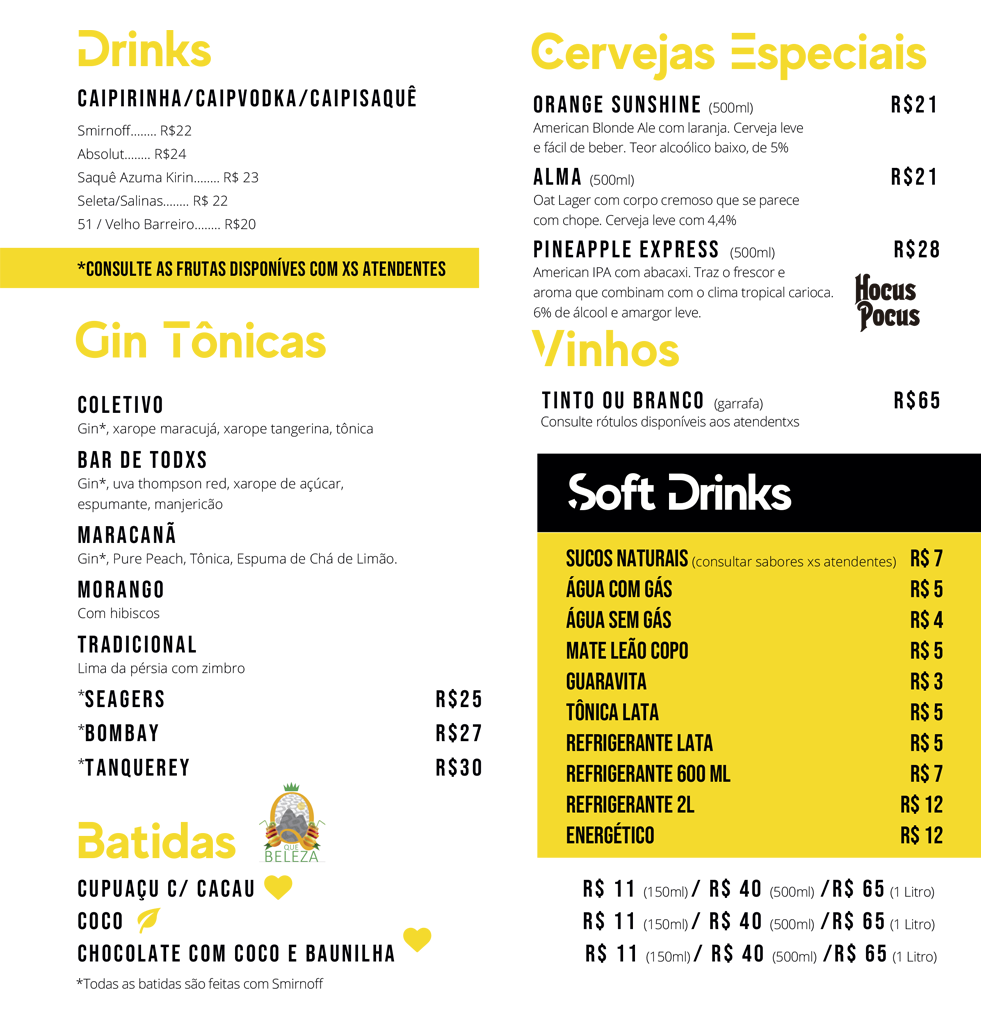 Drinks
CAIPIRINHA/CAIPVODKA/CAIPISAQUÊ
Smirnoff........ R$22
Absolut........ R$24
Saquê Azuma Kirin........ R$ 23
Seleta/Salinas........ R$ 22
51 / Velho Barreiro........ R$20
*CONSULTE AS FRUTAS DISPONÍVES COM XS ATENDENTES
Gin Tônicas
COLETIVO
Gin*, xarope maracujá, xarope tangerina, tônica
BAR DE TODXS
Gin*, uva thompson red, xarope de açúcar,
espumante, manjericão
MARACANÃ
Gin*, Pure Peach, Tônica, Espuma de Chá de Limão.
MORANGO
Com hibiscos
TRADICIONAL
Lima da pérsia com zimbro
*SEAGERS R$25
*BOMBAY R$27
*TANQUEREY R$30
Cervejas Especiais
ORANGE SUNSHINE (500ml) R$21
American Blonde Ale com laranja. Cerveja leve
e fácil de beber. Teor alcoólico baixo, de 5%
ALMA (500ml) R$21
Oat Lager com corpo cremoso que se parece
com chope. Cerveja leve com 4,4%
PINEAPPLE EXPRESS (500ml) R$28
American IPA com abacaxi. Traz o frescor e
aroma que combinam com o clima tropical carioca.
6% de álcool e amargor leve.
Hocus
Pocus
Vinhos
TINTO OU BRANCO (garrafa) R$65
Consulte rótulos disponíveis aos atendentxs
Soft Drinks
SUCOS NATURAIS (consultar sabores xs atendentes) R$ 7
ÁGUA COM GÁS R$ 5
ÁGUA SEM GÁS R$ 4
MATE LEÃO COPO R$ 5
GUARAVITA R$ 3
TÔNICA LATA R$ 5
REFRIGERANTE LATA R$ 5
REFRIGERANTE 600 ML R$ 7
REFRIGERANTE 2L R$ 12
ENERGÉTICO R$ 12
Batidas
QUE
BELEZA
CUPUAÇU C/ CACAU R$ 11 (150ml) / R$ 40 (500ml) /R$ 65 (1 Litro)
COCO R$ 11 (150ml) / R$ 40 (500ml) /R$ 65 (1 Litro)
CHOCOLATE COM COCO E BAUNILHA R$ 11 (150ml) / R$ 40 (500ml) /R$ 65 (1 Litro)
*Todas as batidas são feitas com Smirnoff